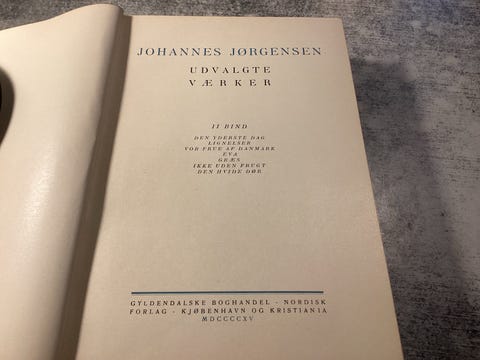 JOHANNES JØRGENSEN
UDVALGTE
VÆRKER
II BIND
DEN YDERSTE DAG
LIGNELSER
VOR FRUE AF DANMARK
EVA
GRÆS
IKKE UDEN FRUGT
DEN HVIDE DØR
GYLDENDALSKE BOGHANDEL · NORDISK
FORLAG · KJØBENHAVN OG KRISTIANIA
MDCCCCXV